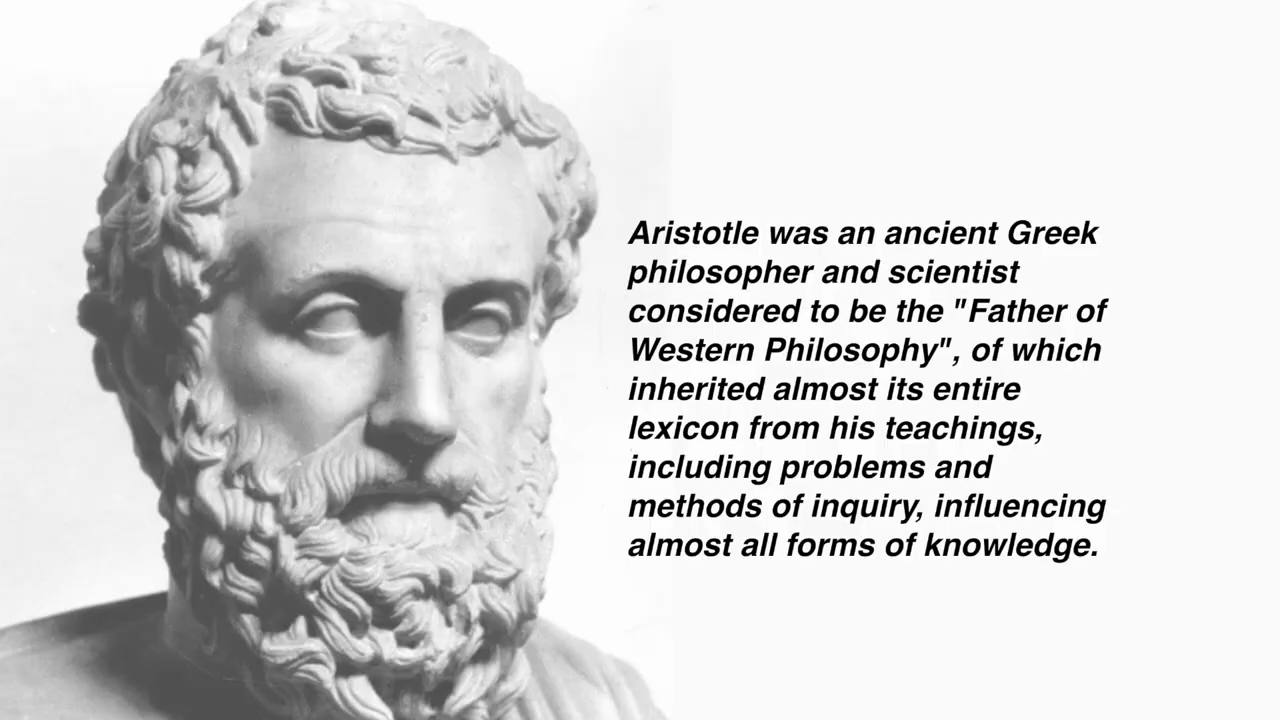 Aristotle was an ancient Greek
philosopher and scientist
considered to be the "Father of
Western Philosophy", of which
inherited almost its entire
lexicon from his teachings,
including problems and
methods of inquiry, influencing
almost all forms of knowledge.